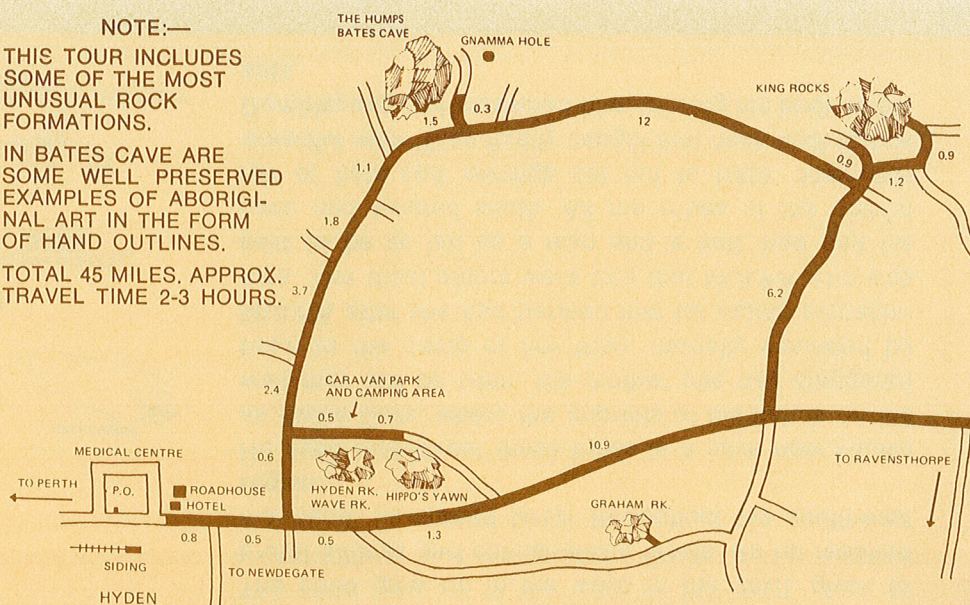 NOTE:—
THIS TOUR INCLUDES
SOME OF THE MOST
UNUSUAL ROCK
FORMATIONS.
IN BATES CAVE ARE
SOME WELL PRESERVED
EXAMPLES OF ABORIGI-
NAL ART IN THE FORM
OF HAND OUTLINES.
TOTAL 45 MILES. APPROX.
TRAVEL TIME 2-3 HOURS.
THE HUMPS
BATES CAVE
GNAMMA HOLE
KING ROCKS
1.5
0.3
12
0.9
0.9
1.2
1.1
1.8
3.7
6.2
2.4
CARAVAN PARK
AND CAMPING AREA
0.5
0.7
10.9
0.6
MEDICAL CENTRE
TO PERTH
P.O.
ROADHOUSE
HOTEL
HYDEN RK.
WAVE RK.
HIPPO'S YAWN
GRAHAM RK.
TO RAVENSTHORPE
0.8
0.5
0.5
1.3
SIDING
TO NEWDEGATE
HYDEN